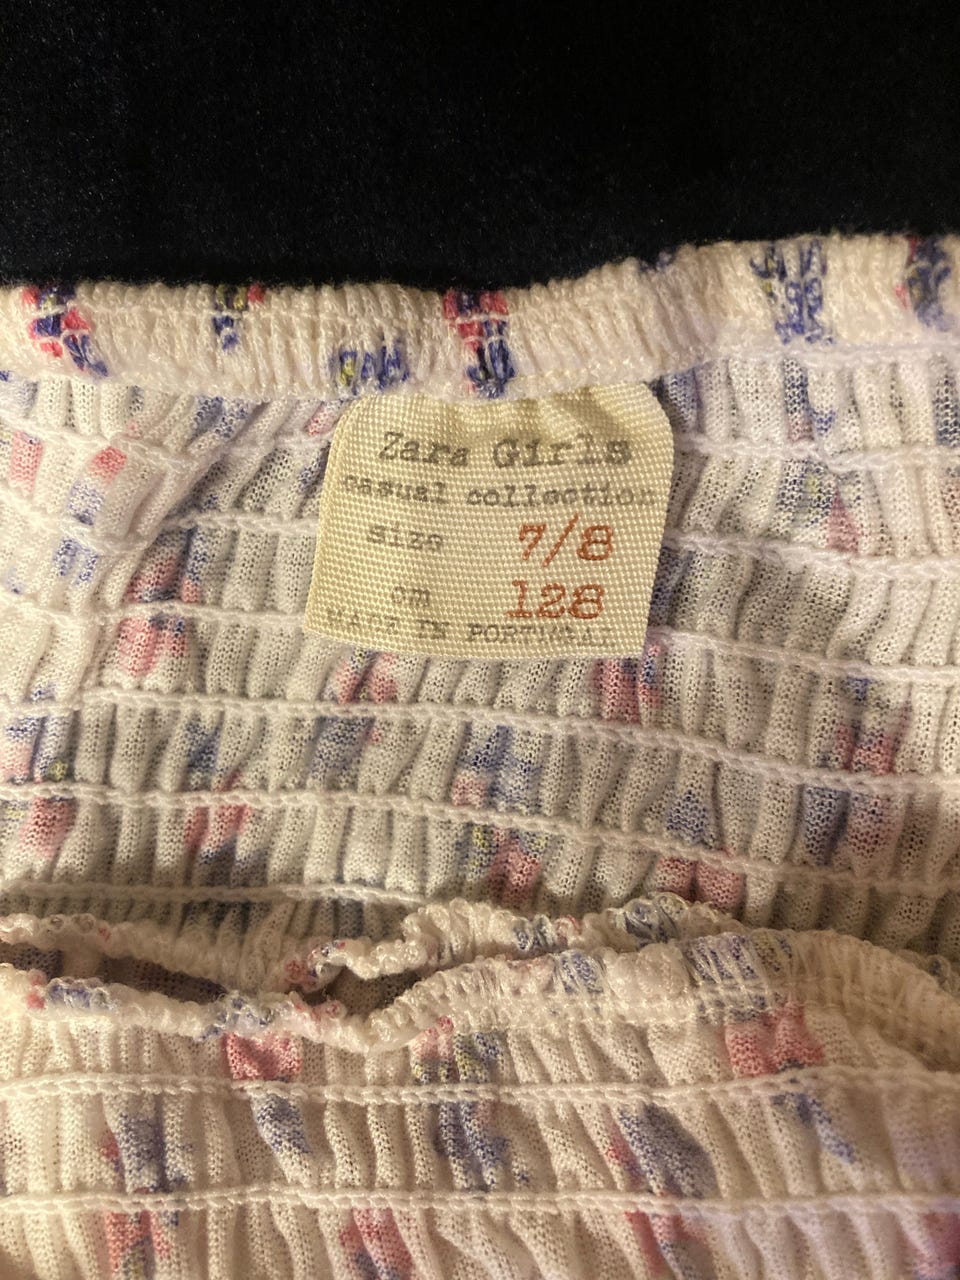 Zara Girls
casual collection
size 7/8
cm 128
MADE IN PORTUGAL